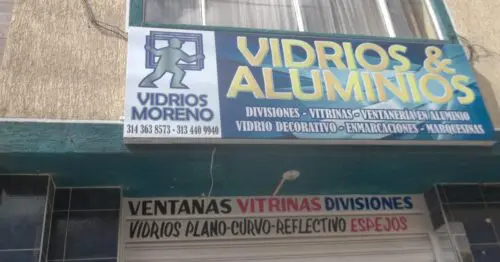 VIDRIOS
MORENO
314 363 8573 - 313 440 9940
VIDRIOS &
ALUMINIOS
DIVISIONES - VITRINAS - VENTANERIA EN ALUMINIO
VIDRIO DECORATIVO - ENMARCACIONES - MARQUESINAS
VENTANAS VITRINAS DIVISIONES
VIDRIOS PLANO-CURVO-REFLECTIVO ESPEJOS